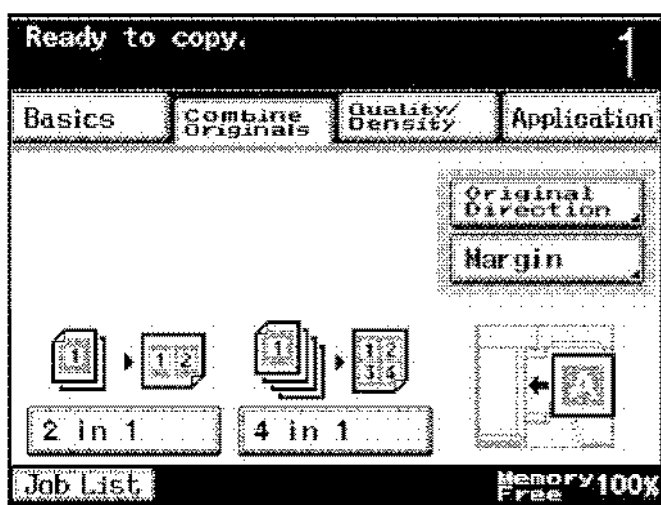 Ready to copy.
1
Basics
Combine
Originals
Quality/
Density
Application
Original
Direction
Margin
1
1 2
1
1 2
3 4
2 in 1
4 in 1
Job List
Memory
Free
100%